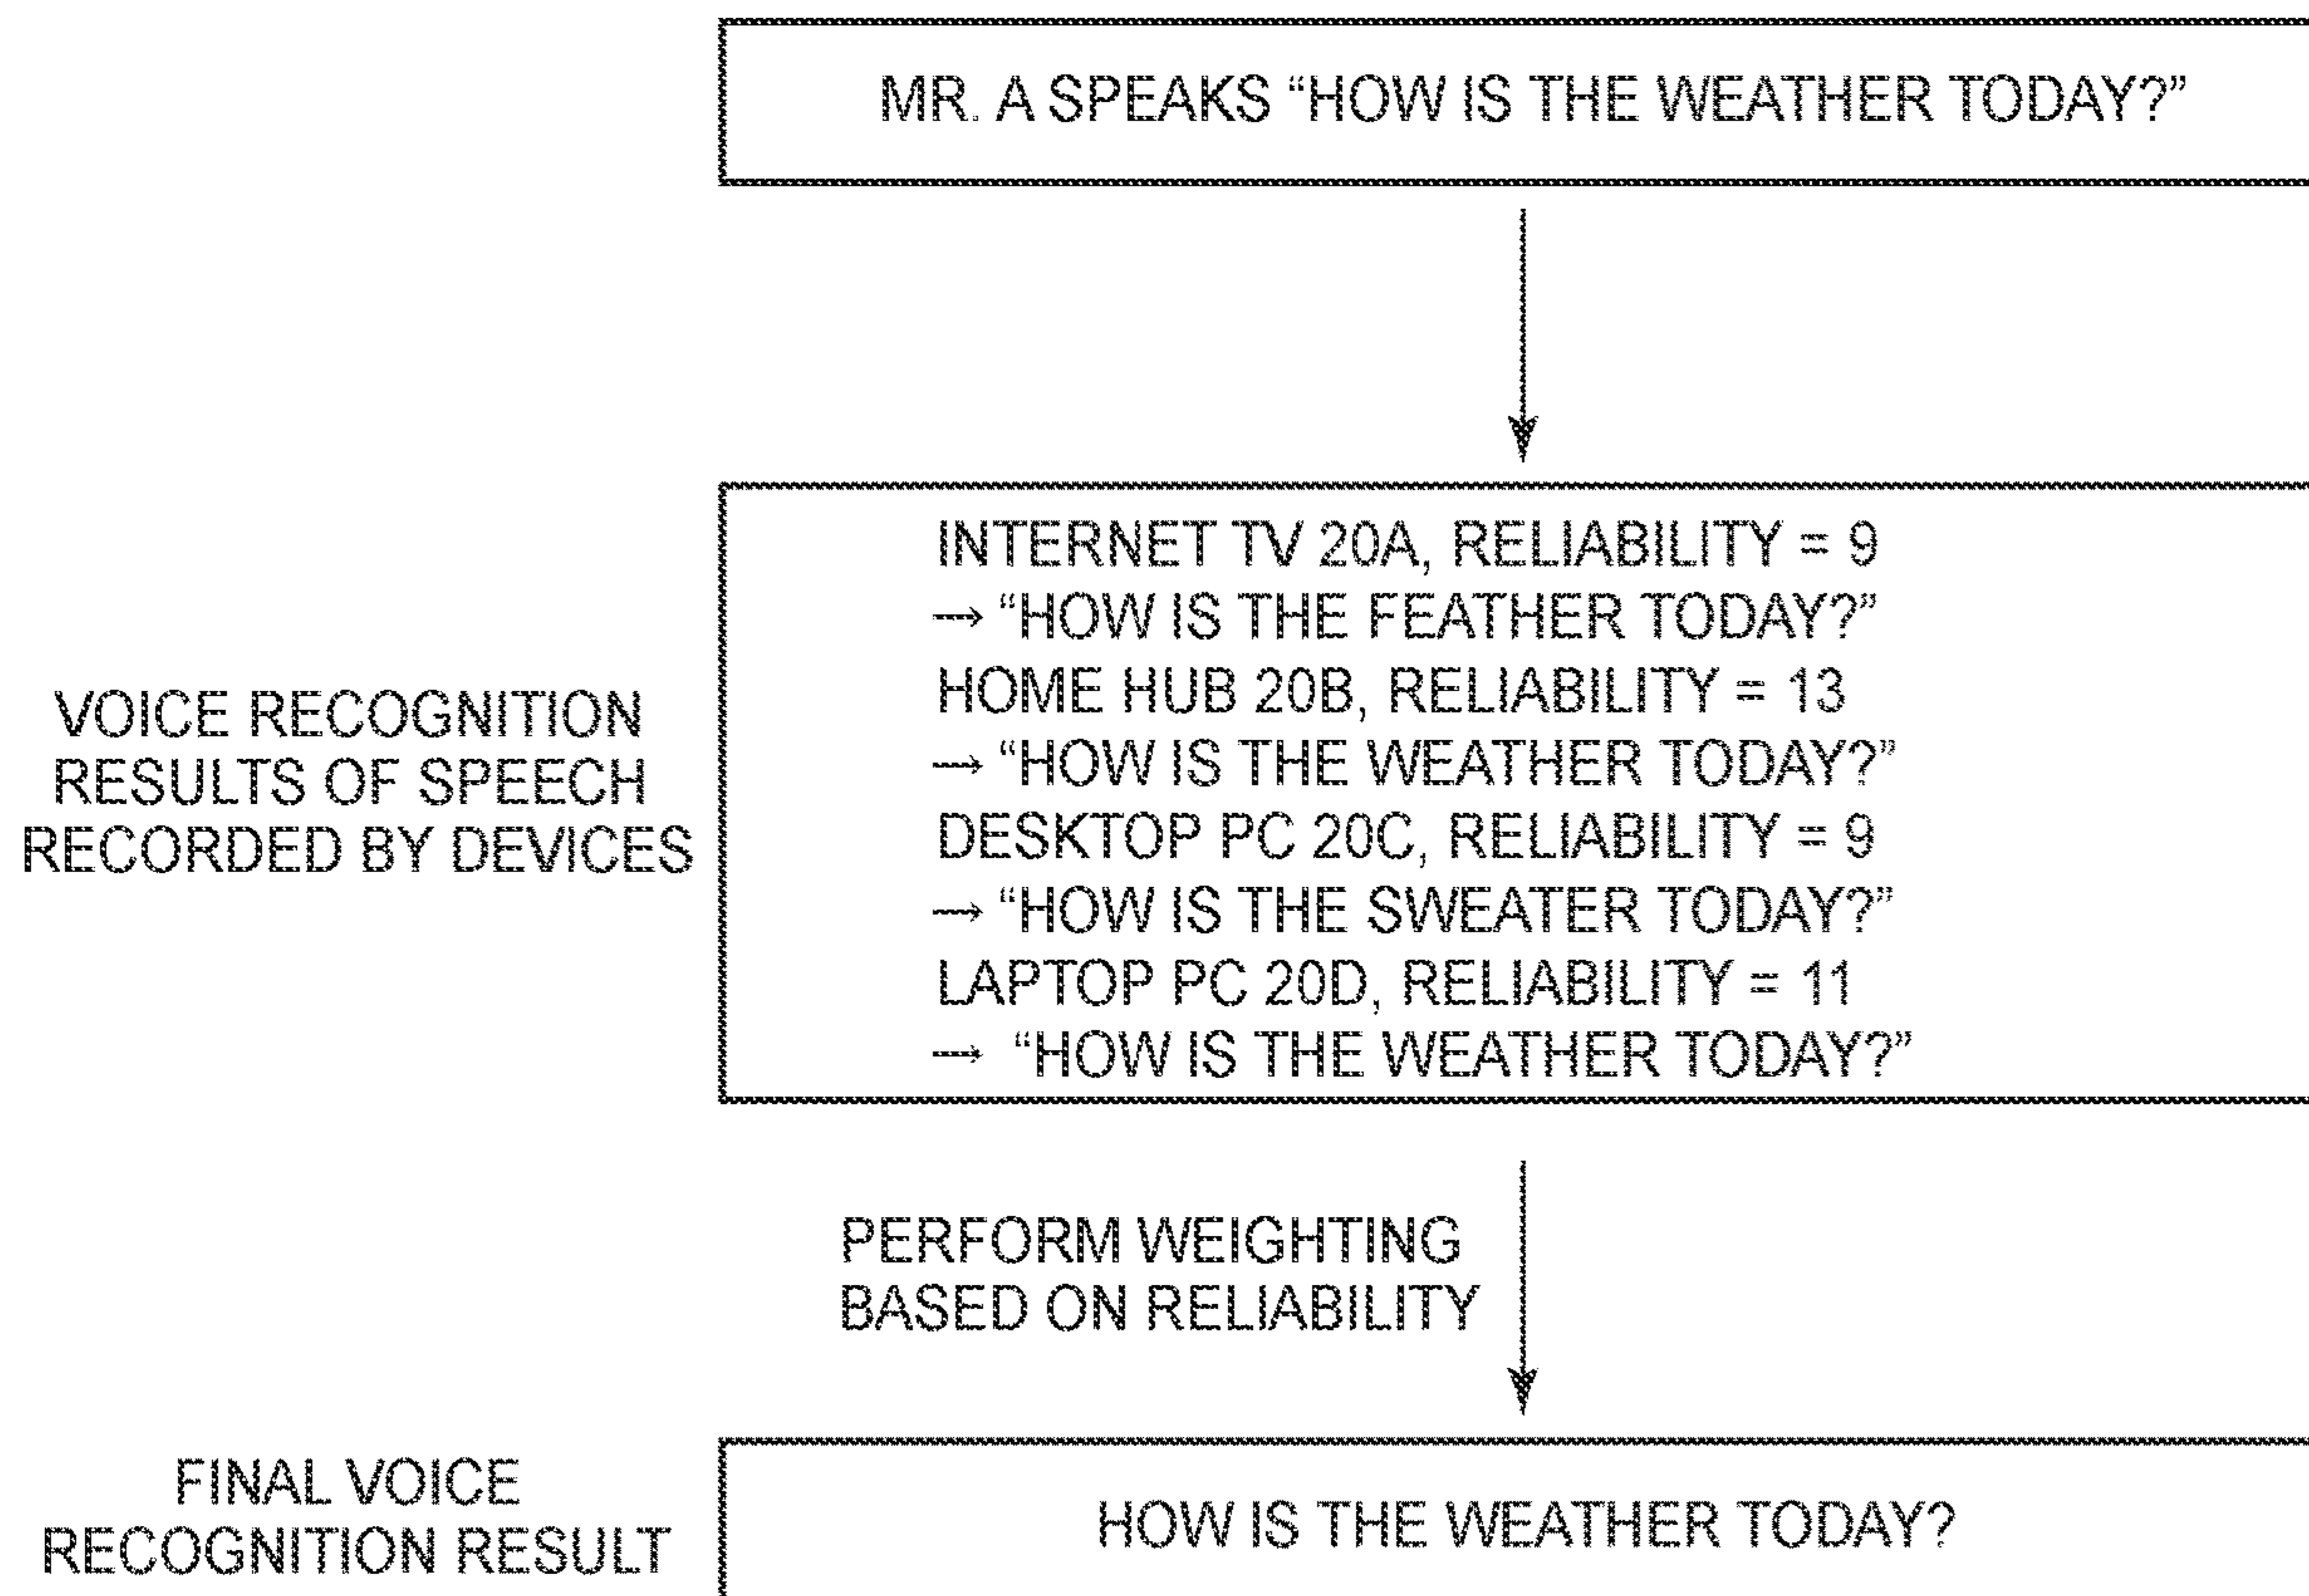 MR. A SPEAKS “HOW IS THE WEATHER TODAY?”
VOICE RECOGNITION
RESULTS OF SPEECH
RECORDED BY DEVICES
INTERNET TV 20A, RELIABILITY = 9
→ “HOW IS THE FEATHER TODAY?”
HOME HUB 20B, RELIABILITY = 13
→ “HOW IS THE WEATHER TODAY?”
DESKTOP PC 20C, RELIABILITY = 9
→ “HOW IS THE SWEATER TODAY?”
LAPTOP PC 20D, RELIABILITY = 11
→ “HOW IS THE WEATHER TODAY?”
PERFORM WEIGHTING
BASED ON RELIABILITY
FINAL VOICE
RECOGNITION RESULT
HOW IS THE WEATHER TODAY?